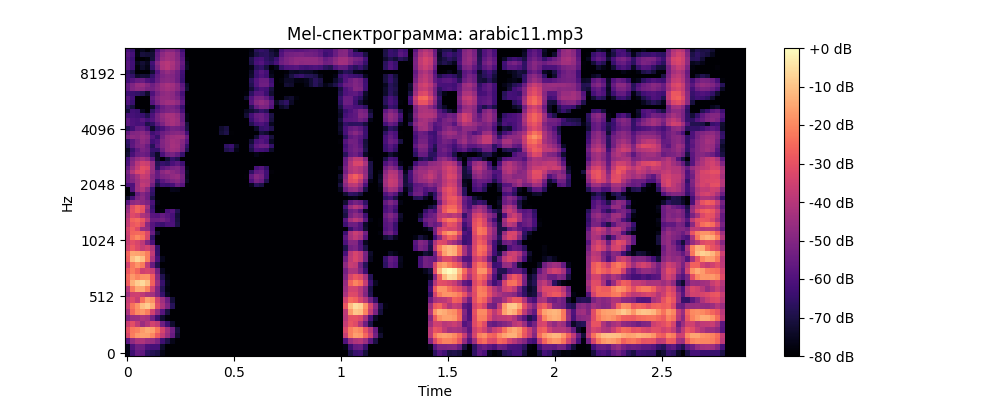 Mel-спектрограмма: arabic11.mp3
8192
4096
2048
1024
512
0
Hz
0
0.5
1
1.5
2
2.5
Time
+0 dB
-10 dB
-20 dB
-30 dB
-40 dB
-50 dB
-60 dB
-70 dB
-80 dB